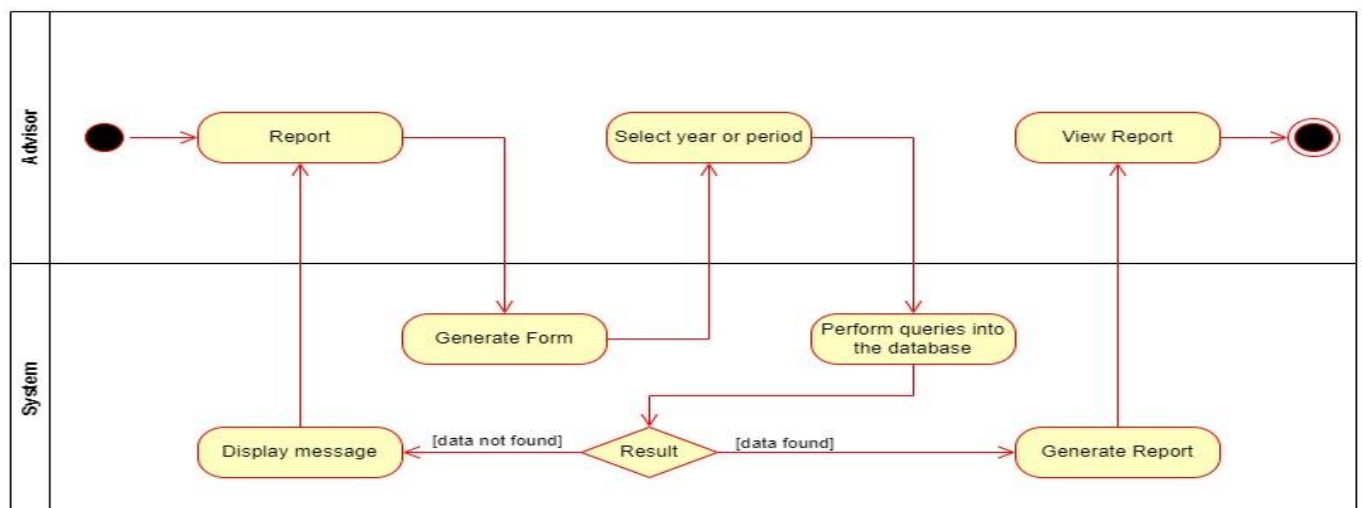 Advisor
Report
Select year or period
View Report
System
Generate Form
Perform queries into
the database
Display message
[data not found]
Result
[data found]
Generate Report